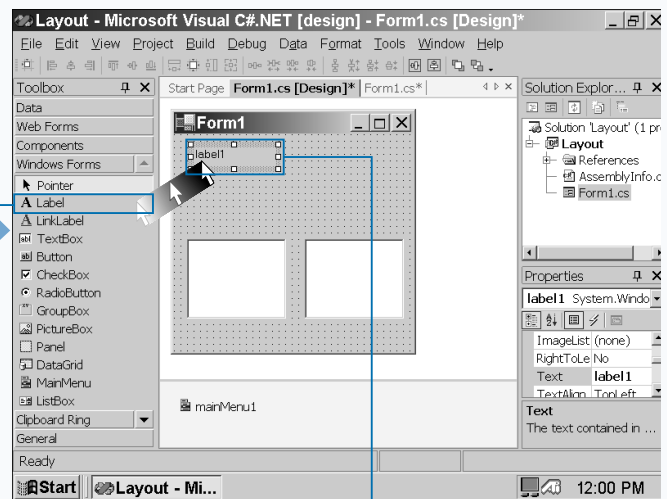 Layout - Microsoft Visual C#.NET [design] - Form1.cs [Design]*
File Edit View Project Build Debug Data Format Tools Window Help
Toolbox
Start Page Form1.cs [Design]* Form1.cs*
Solution Explor...
Data
Web Forms
Components
Windows Forms
Pointer
A Label
A LinkLabel
TextBox
Button
CheckBox
RadioButton
GroupBox
PictureBox
Panel
DataGrid
MainMenu
ListBox
Clipboard Ring
General
Form1
label1
mainMenu1
Solution 'Layout' (1 pr
Layout
References
AssemblyInfo.c
Form1.cs
Properties
label1 System.Windo
ImageList (none)
RightToLe No
Text label1
TextAlign TopLeft
Text
The text contained in ...
Ready
Start Layout - Mi... 12:00 PM